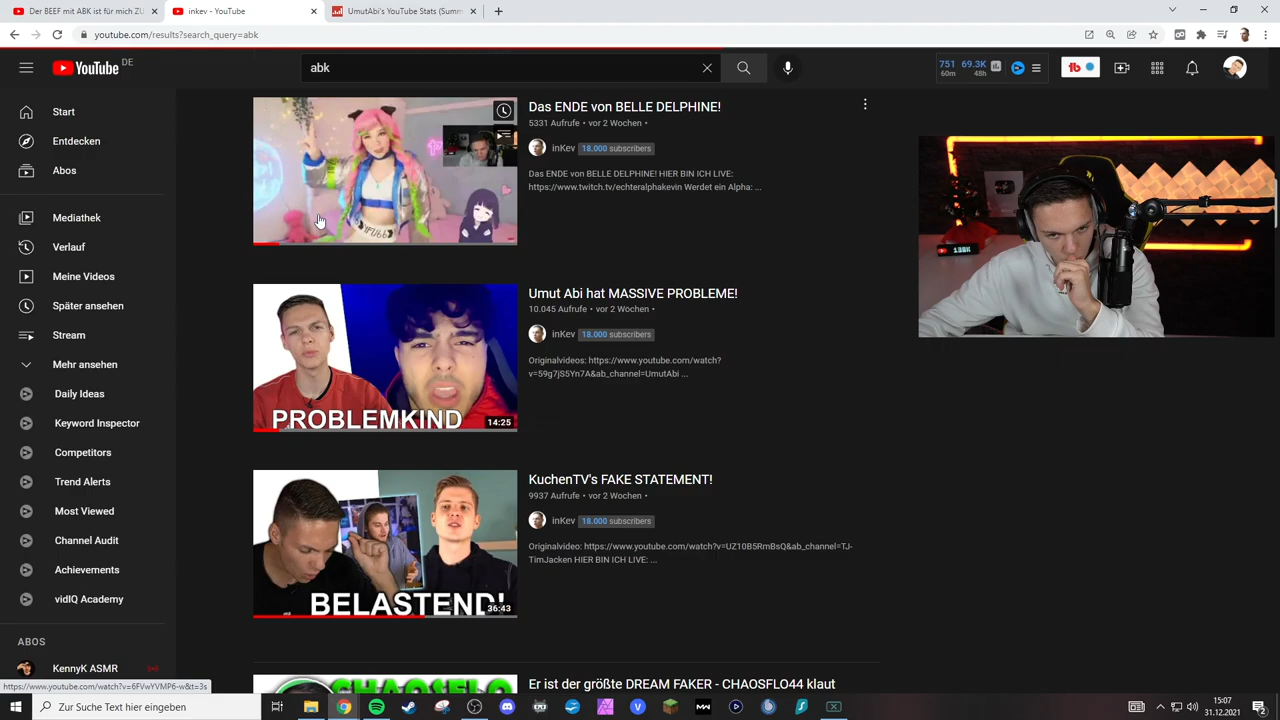 Der BEEF mit ABK ist für mich ZU
inkev - YouTube
UmutAbi's YouTube Stats (Summ
youtube.com/results?search_query=abk
YouTube DE
abk
751 60m
69.3K 48h
Start
Entdecken
Abos
Mediathek
Verlauf
Meine Videos
Später ansehen
Stream
Mehr ansehen
Daily Ideas
Keyword Inspector
Competitors
Trend Alerts
Most Viewed
Channel Audit
Achievements
vidIQ Academy
ABOS
KennyK ASMR
https://www.youtube.com/watch?v=6FVwYVMP6-w&t=3s
Das ENDE von BELLE DELPHINE!
5331 Aufrufe • vor 2 Wochen •
inKev 18.000 subscribers
Das ENDE von BELLE DELPHINE! HIER BIN ICH LIVE:
https://www.twitch.tv/echteralphakevin Werdet ein Alpha: ...
PROBLEMKIND
14:25
Umut Abi hat MASSIVE PROBLEME!
10.045 Aufrufe • vor 2 Wochen •
inKev 18.000 subscribers
Originalvideos: https://www.youtube.com/watch?
v=59g7jS5Yn7A&ab_channel=UmutAbi ...
BELASTEND!
36:43
KuchenTV's FAKE STATEMENT!
9937 Aufrufe • vor 2 Wochen •
inKev 18.000 subscribers
Originalvideo: https://www.youtube.com/watch?v=UZ10B5RmBsQ&ab_channel=TJ-
TimJacken HIER BIN ICH LIVE: ...
CHAOSFLO
Er ist der größte DREAM FAKER - CHAOSFLO44 klaut
Zur Suche Text hier eingeben
15:07
31.12.2021